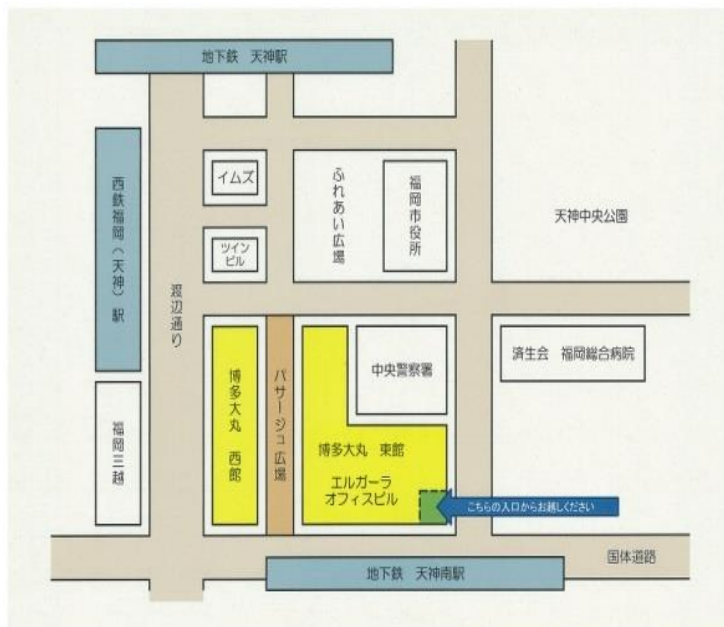 地下鉄 天神駅
西鉄福岡(天神)駅
渡辺通り
イムズ
ツイン
ビル
ふれあい広場
福岡市役所
天神中央公園
福岡三越
博多大丸 西館
パサージュ広場
中央警察署
済生会 福岡総合病院
博多大丸 東館
エルガーラ
オフィスビル
こちらの入口からお越しください
国体道路
地下鉄 天神南駅